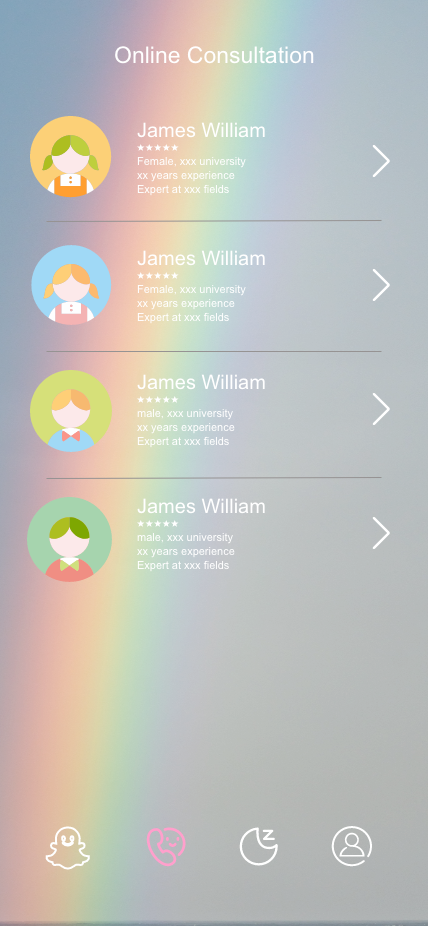 Online Consultation
James William
★★★★★
Female, xxx university
xx years experience
Expert at xxx fields
James William
★★★★★
Female, xxx university
xx years experience
Expert at xxx fields
James William
★★★★★
male, xxx university
xx years experience
Expert at xxx fields
James William
★★★★★
male, xxx university
xx years experience
Expert at xxx fields